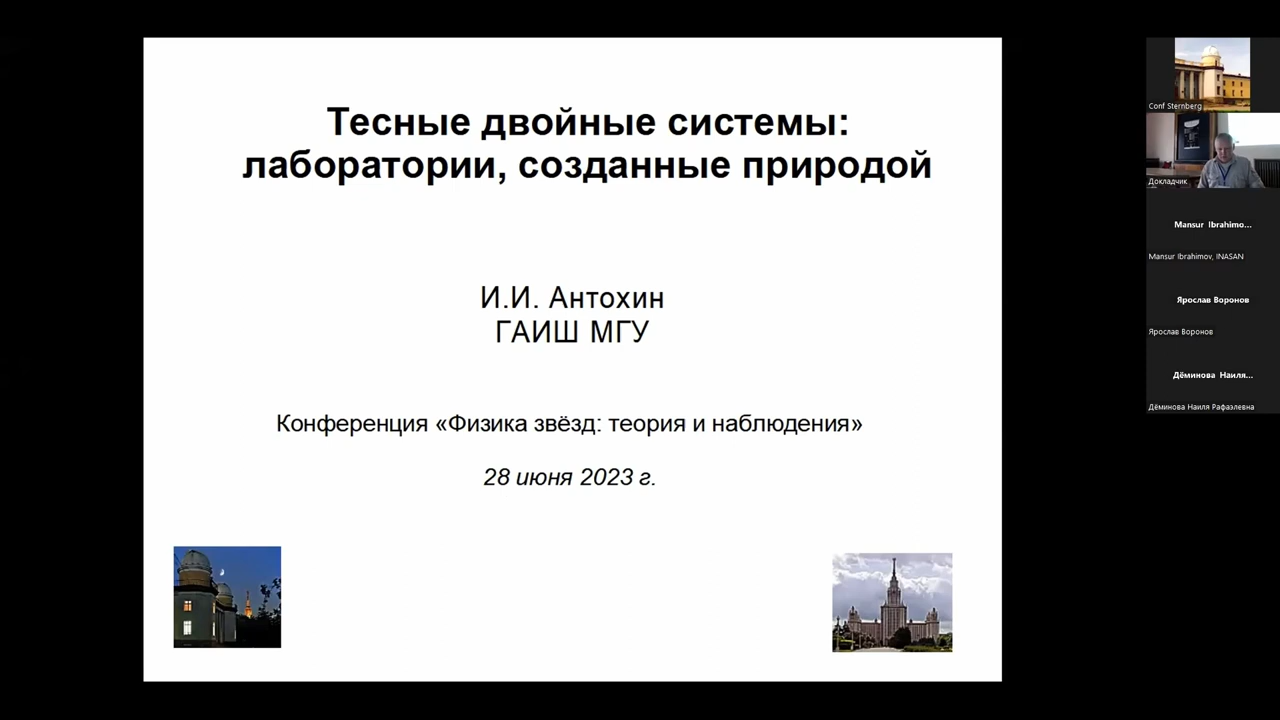 Тесные двойные системы:
лаборатории, созданные природой
И.И. Антохин
ГАИШ МГУ
Конференция «Физика звёзд: теория и наблюдения»
28 июня 2023 г.
Conf Sternberg
Докладчик
Mansur Ibrahimo...
Mansur Ibrahimov, INASAN
Ярослав Воронов
Ярослав Воронов
Дёминова Наиля...
Дёминова Наиля Рафаэлевна